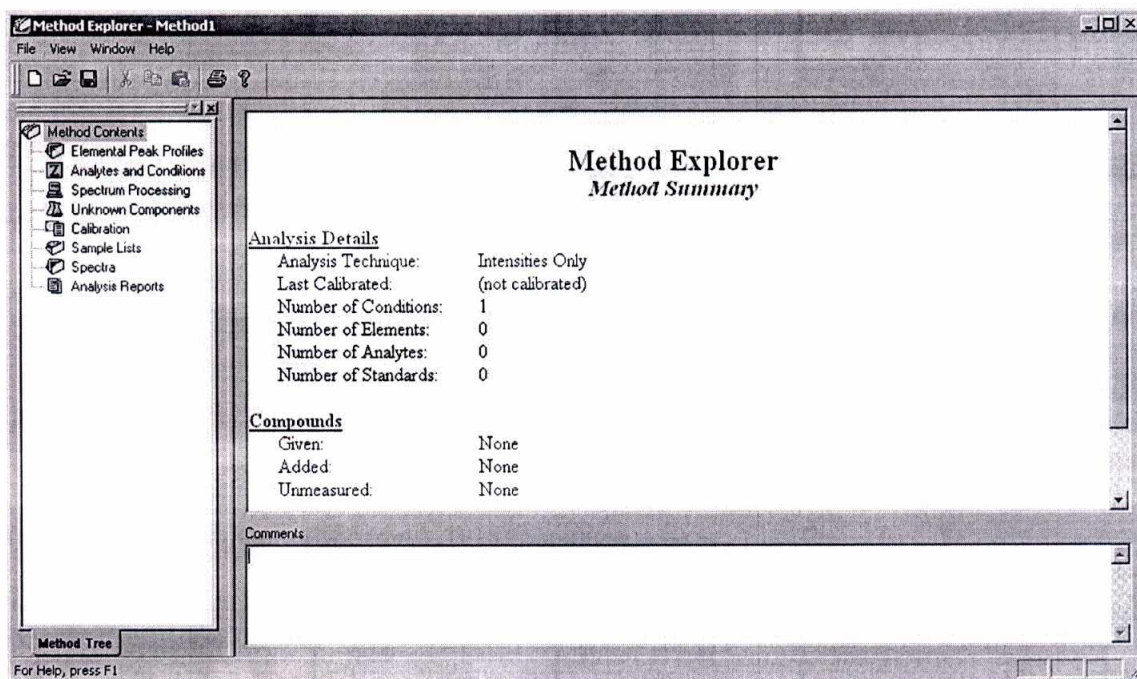 Method Explorer - Method1
File View Window Help
Method Contents
Elemental Peak Profiles
Analytes and Conditions
Spectrum Processing
Unknown Components
Calibration
Sample Lists
Spectra
Analysis Reports
Method Tree
Method Explorer
Method Summary
Analysis Details
Analysis Technique: Intensities Only
Last Calibrated: (not calibrated)
Number of Conditions: 1
Number of Elements: 0
Number of Analytes: 0
Number of Standards: 0
Compounds
Given: None
Added: None
Unmeasured: None
Comments
For Help, press F1